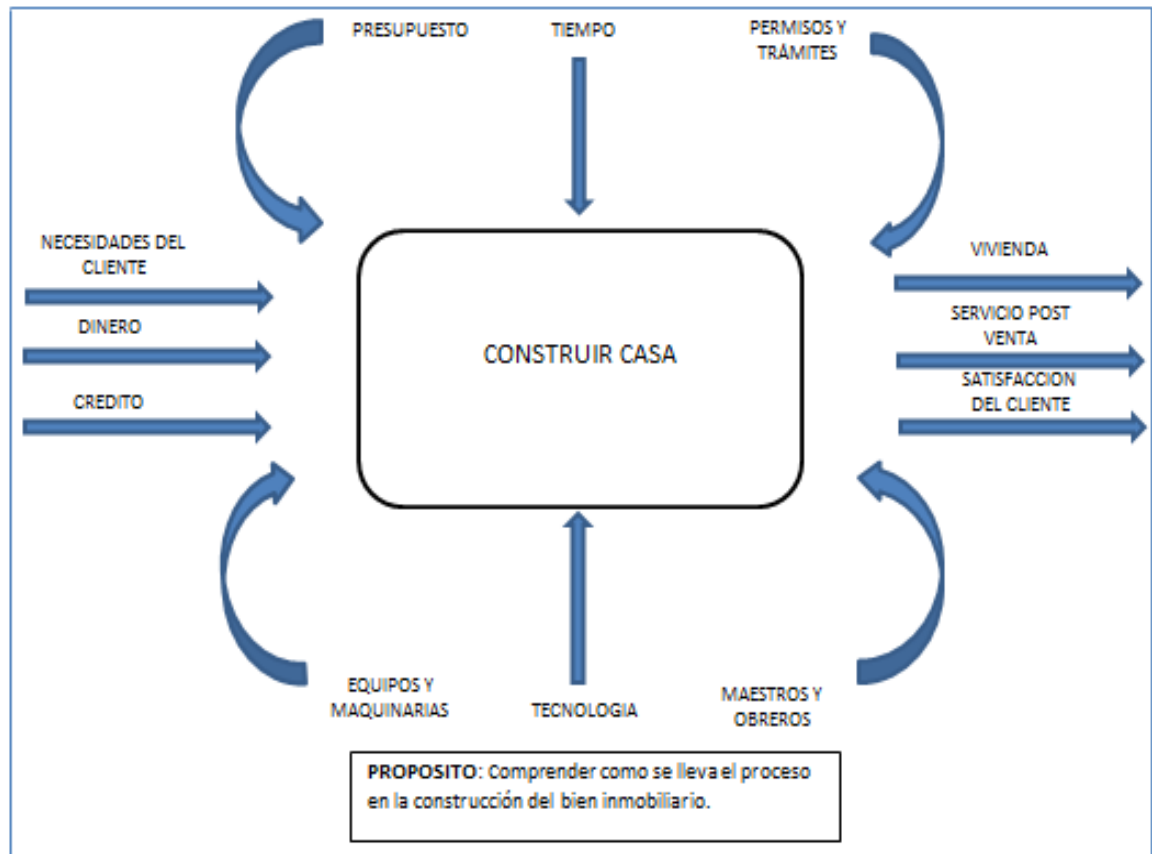 PRESUPUESTO
TIEMPO
PERMISOS Y
TRÁMITES
NECESIDADES DEL
CLIENTE
DINERO
CREDITO
CONSTRUIR CASA
VIVIENDA
SERVICIO POST
VENTA
SATISFACCION
DEL CLIENTE
EQUIPOS Y
MAQUINARIAS
TECNOLOGIA
MAESTROS Y
OBREROS
PROPOSITO: Comprender como se lleva el proceso
en la construcción del bien inmobiliario.